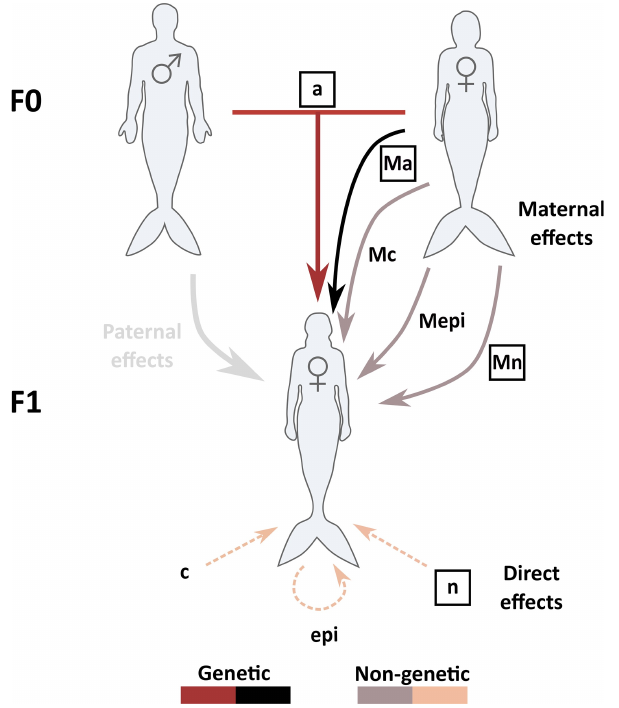 F0
a
Ma
Maternal
effects
Mc
Mepi
Paternal
effects
Mn
F1
c
n
Direct
effects
epi
Genetic
Non-genetic